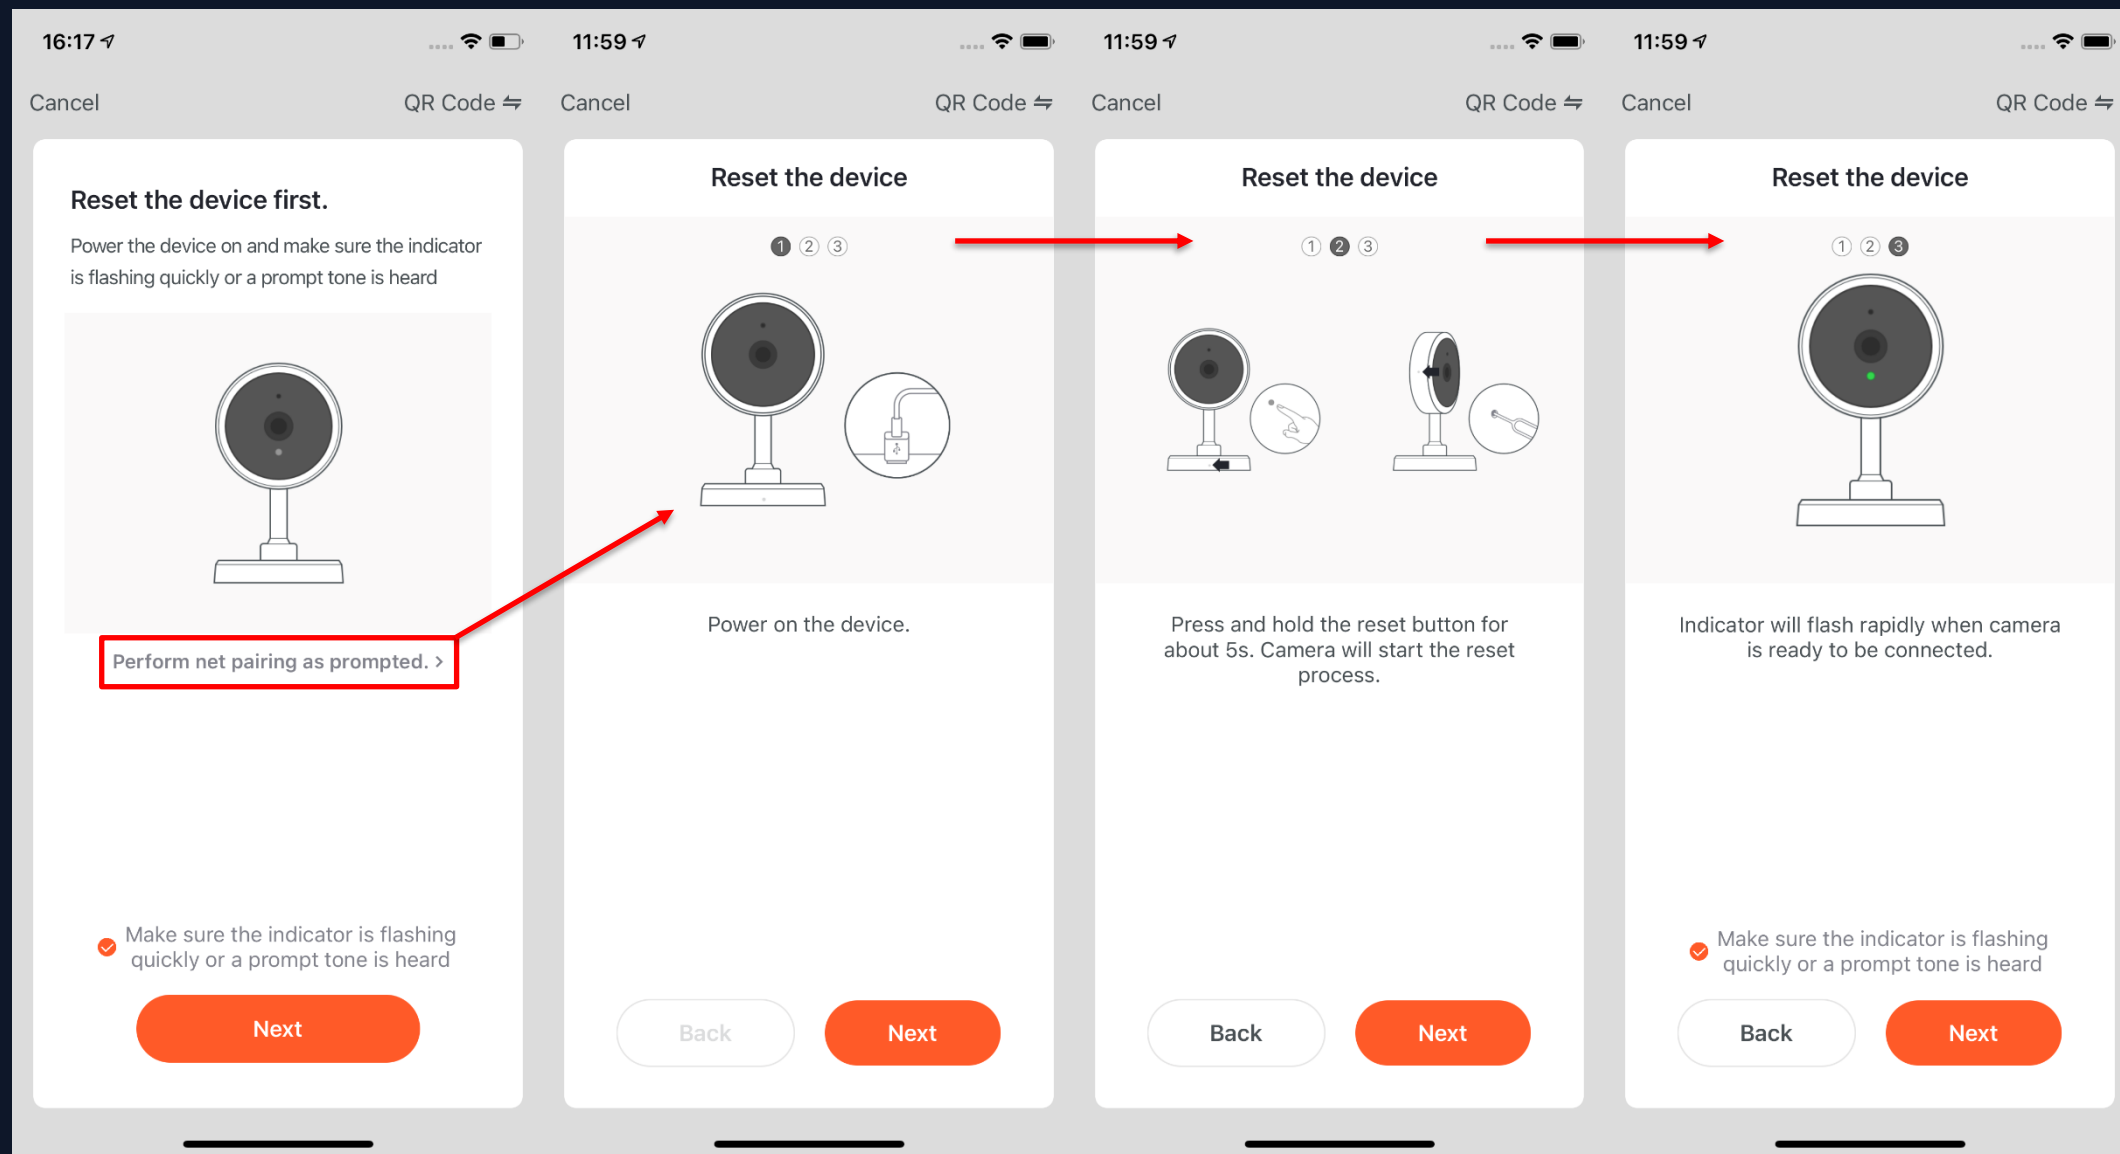 16:17
Cancel
QR Code
Reset the device first.
Power the device on and make sure the indicator
is flashing quickly or a prompt tone is heard
Perform net pairing as prompted. >
Make sure the indicator is flashing
quickly or a prompt tone is heard
Next
11:59
Cancel
QR Code
Reset the device
1 2 3
Power on the device.
Back
Next
11:59
Cancel
QR Code
Reset the device
1 2 3
Press and hold the reset button for
about 5s. Camera will start the reset
process.
Back
Next
11:59
Cancel
QR Code
Reset the device
1 2 3
Indicator will flash rapidly when camera
is ready to be connected.
Make sure the indicator is flashing
quickly or a prompt tone is heard
Back
Next